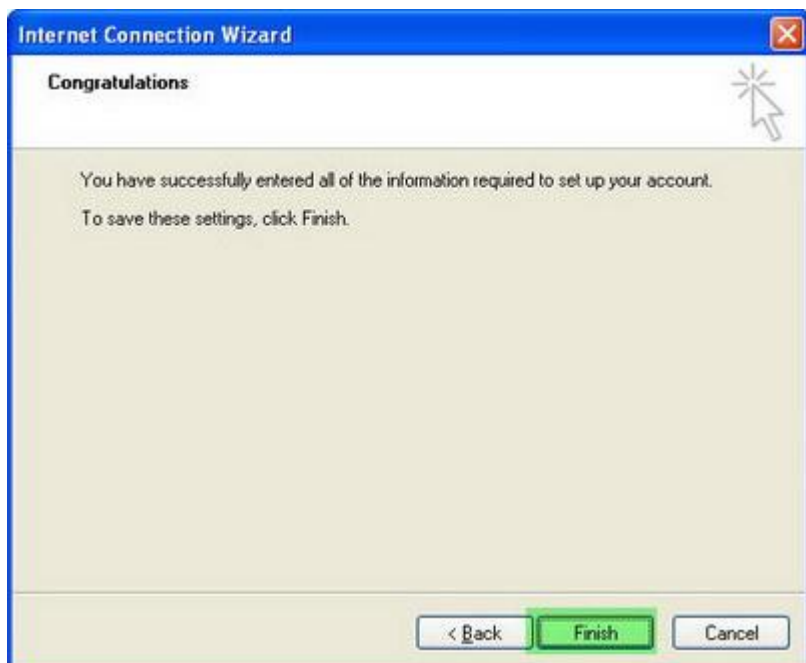 Internet Connection Wizard
Congratulations
You have successfully entered all of the information required to set up your account.
To save these settings, click Finish.
< Back
Finish
Cancel